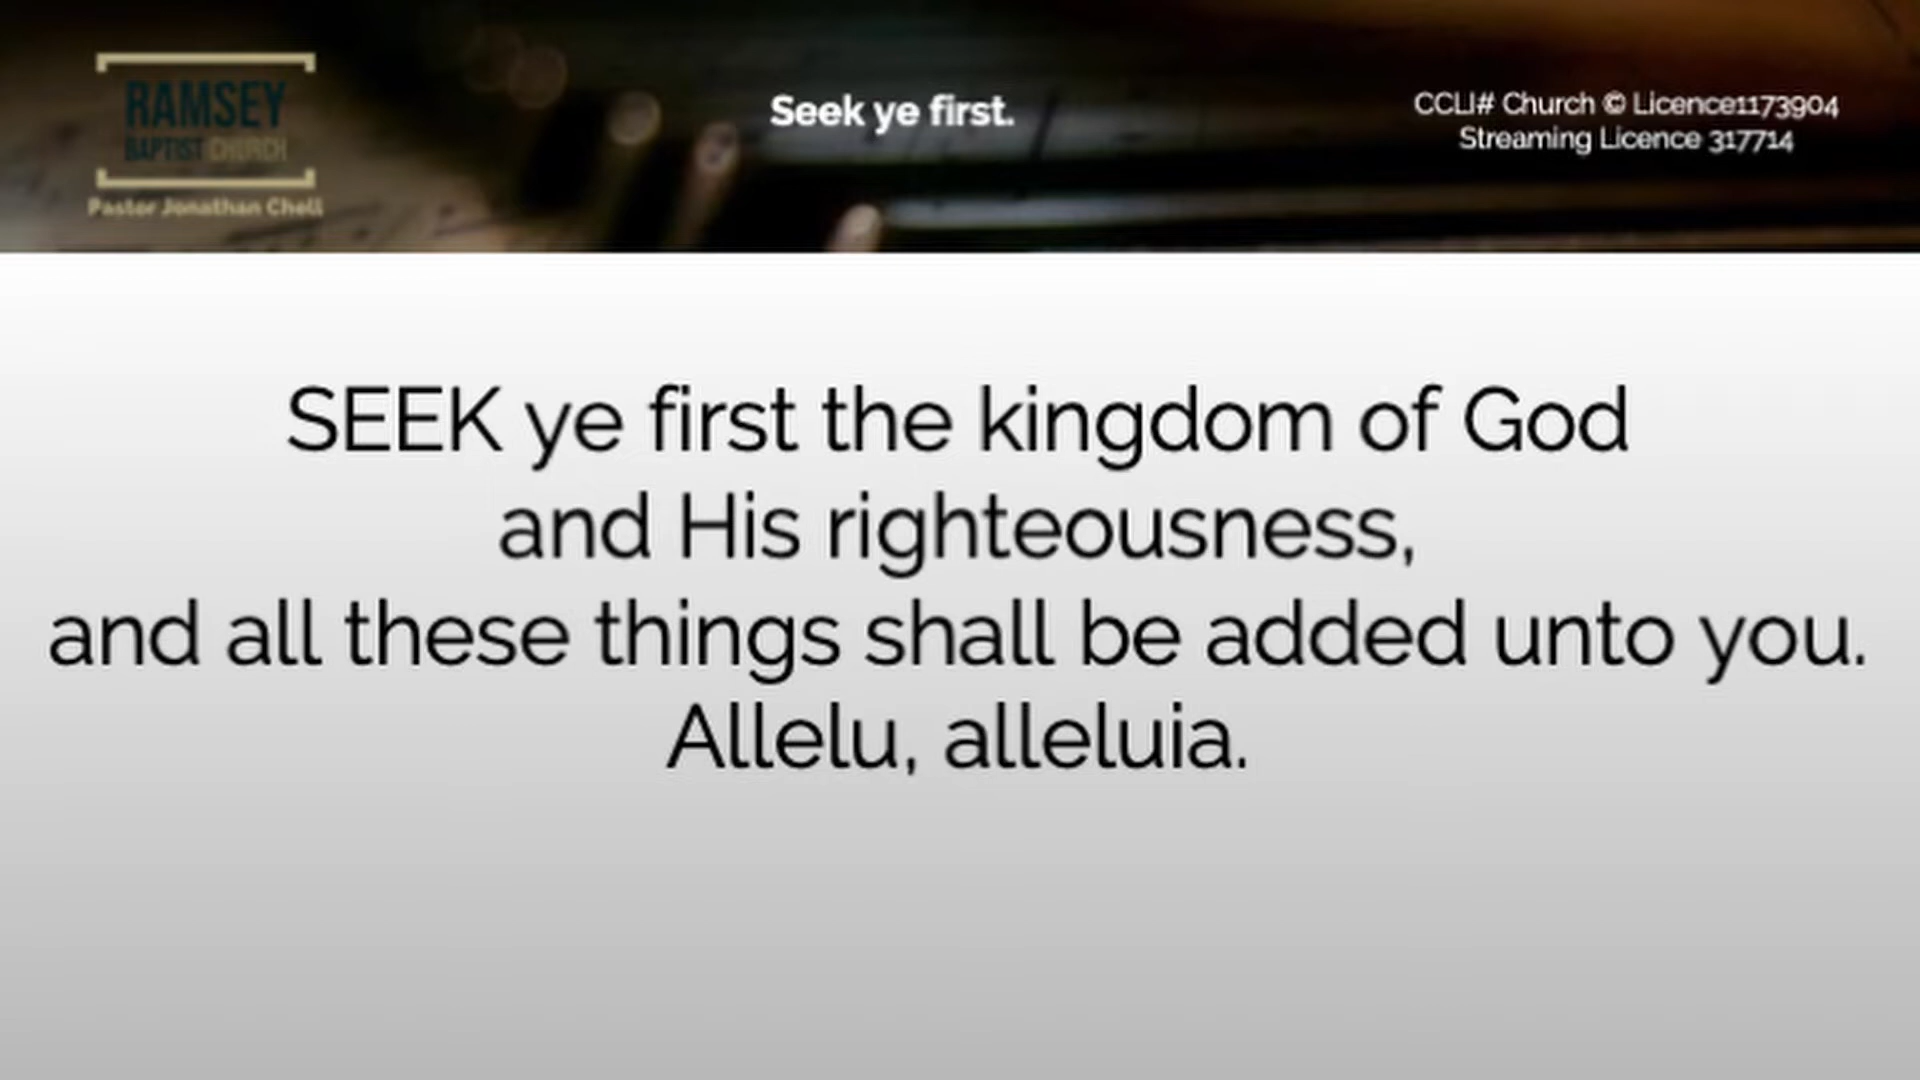 RAMSEY
BAPTIST CHURCH
Pastor Jonathan Chell
Seek ye first.
CCLI# Church © Licence1173904
Streaming Licence 317714
SEEK ye first the kingdom of God
and His righteousness,
and all these things shall be added unto you.
Allelu, alleluia.